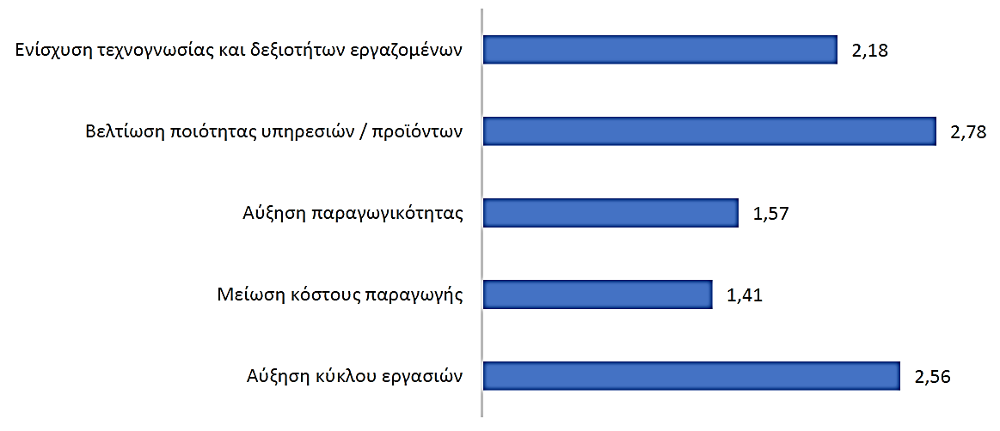 Ενίσχυση τεχνογνωσίας και δεξιοτήτων εργαζομένων 2,18
Βελτίωση ποιότητας υπηρεσιών / προϊόντων 2,78
Αύξηση παραγωγικότητας 1,57
Μείωση κόστους παραγωγής 1,41
Αύξηση κύκλου εργασιών 2,56